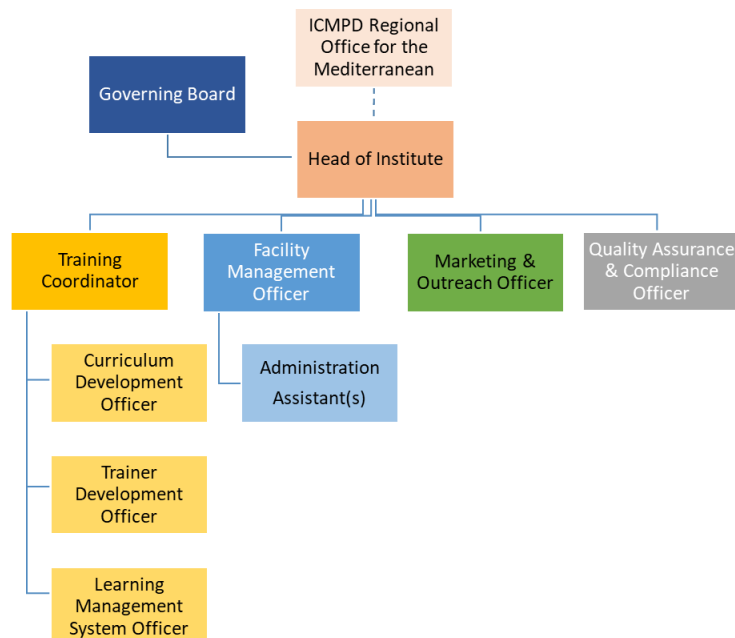 ICMPD Regional
Office for the
Mediterranean
Governing Board
Head of Institute
Training
Coordinator
Facility
Management
Officer
Marketing &
Outreach Officer
Quality Assurance
& Compliance
Officer
Curriculum
Development
Officer
Administration
Assistant(s)
Trainer
Development
Officer
Learning
Management
System Officer